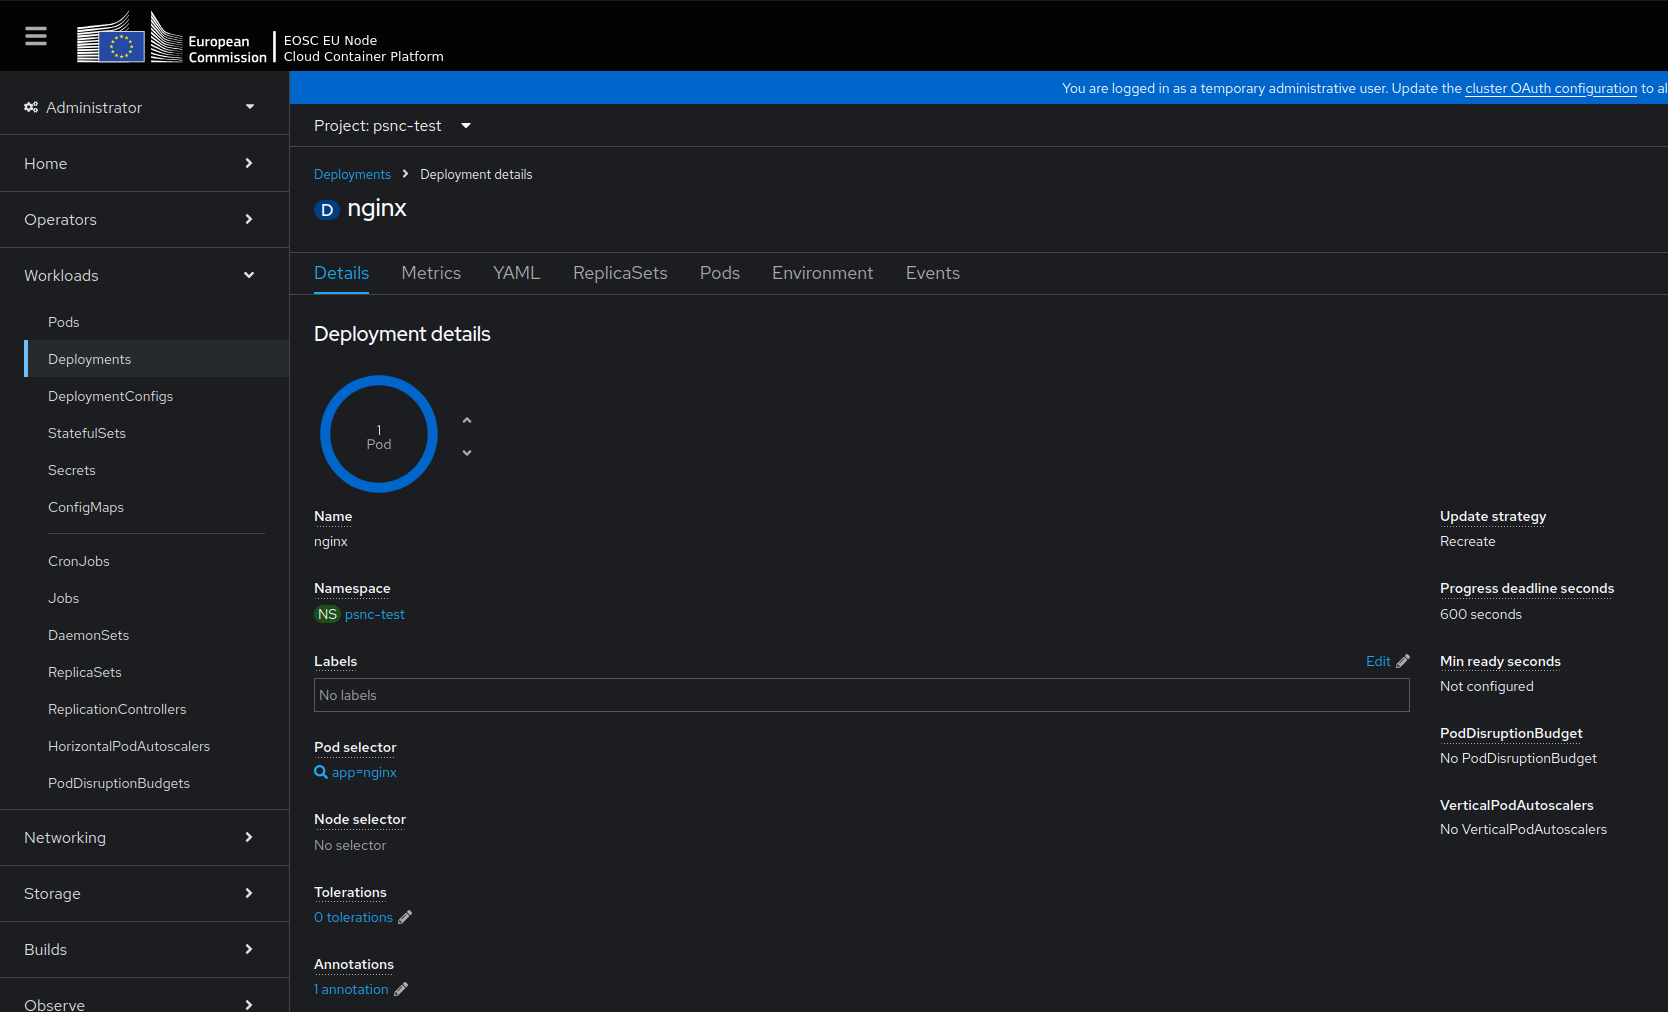 European
Commission
EOSC EU Node
Cloud Container Platform
You are logged in as a temporary administrative user. Update the cluster OAuth configuration to al
Administrator
Home
Operators
Workloads
Pods
Deployments
DeploymentConfigs
StatefulSets
Secrets
ConfigMaps
CronJobs
Jobs
DaemonSets
ReplicaSets
ReplicationControllers
HorizontalPodAutoscalers
PodDisruptionBudgets
Networking
Storage
Builds
Observe
Project: psnc-test
Deployments Deployment details
D nginx
Details Metrics YAML ReplicaSets Pods Environment Events
Deployment details
1
Pod
Name
nginx
Namespace
NS psnc-test
Labels Edit
No labels
Pod selector
app=nginx
Node selector
No selector
Tolerations
0 tolerations
Annotations
1 annotation
Update strategy
Recreate
Progress deadline seconds
600 seconds
Min ready seconds
Not configured
PodDisruptionBudget
No PodDisruptionBudget
VerticalPodAutoscalers
No VerticalPodAutoscalers